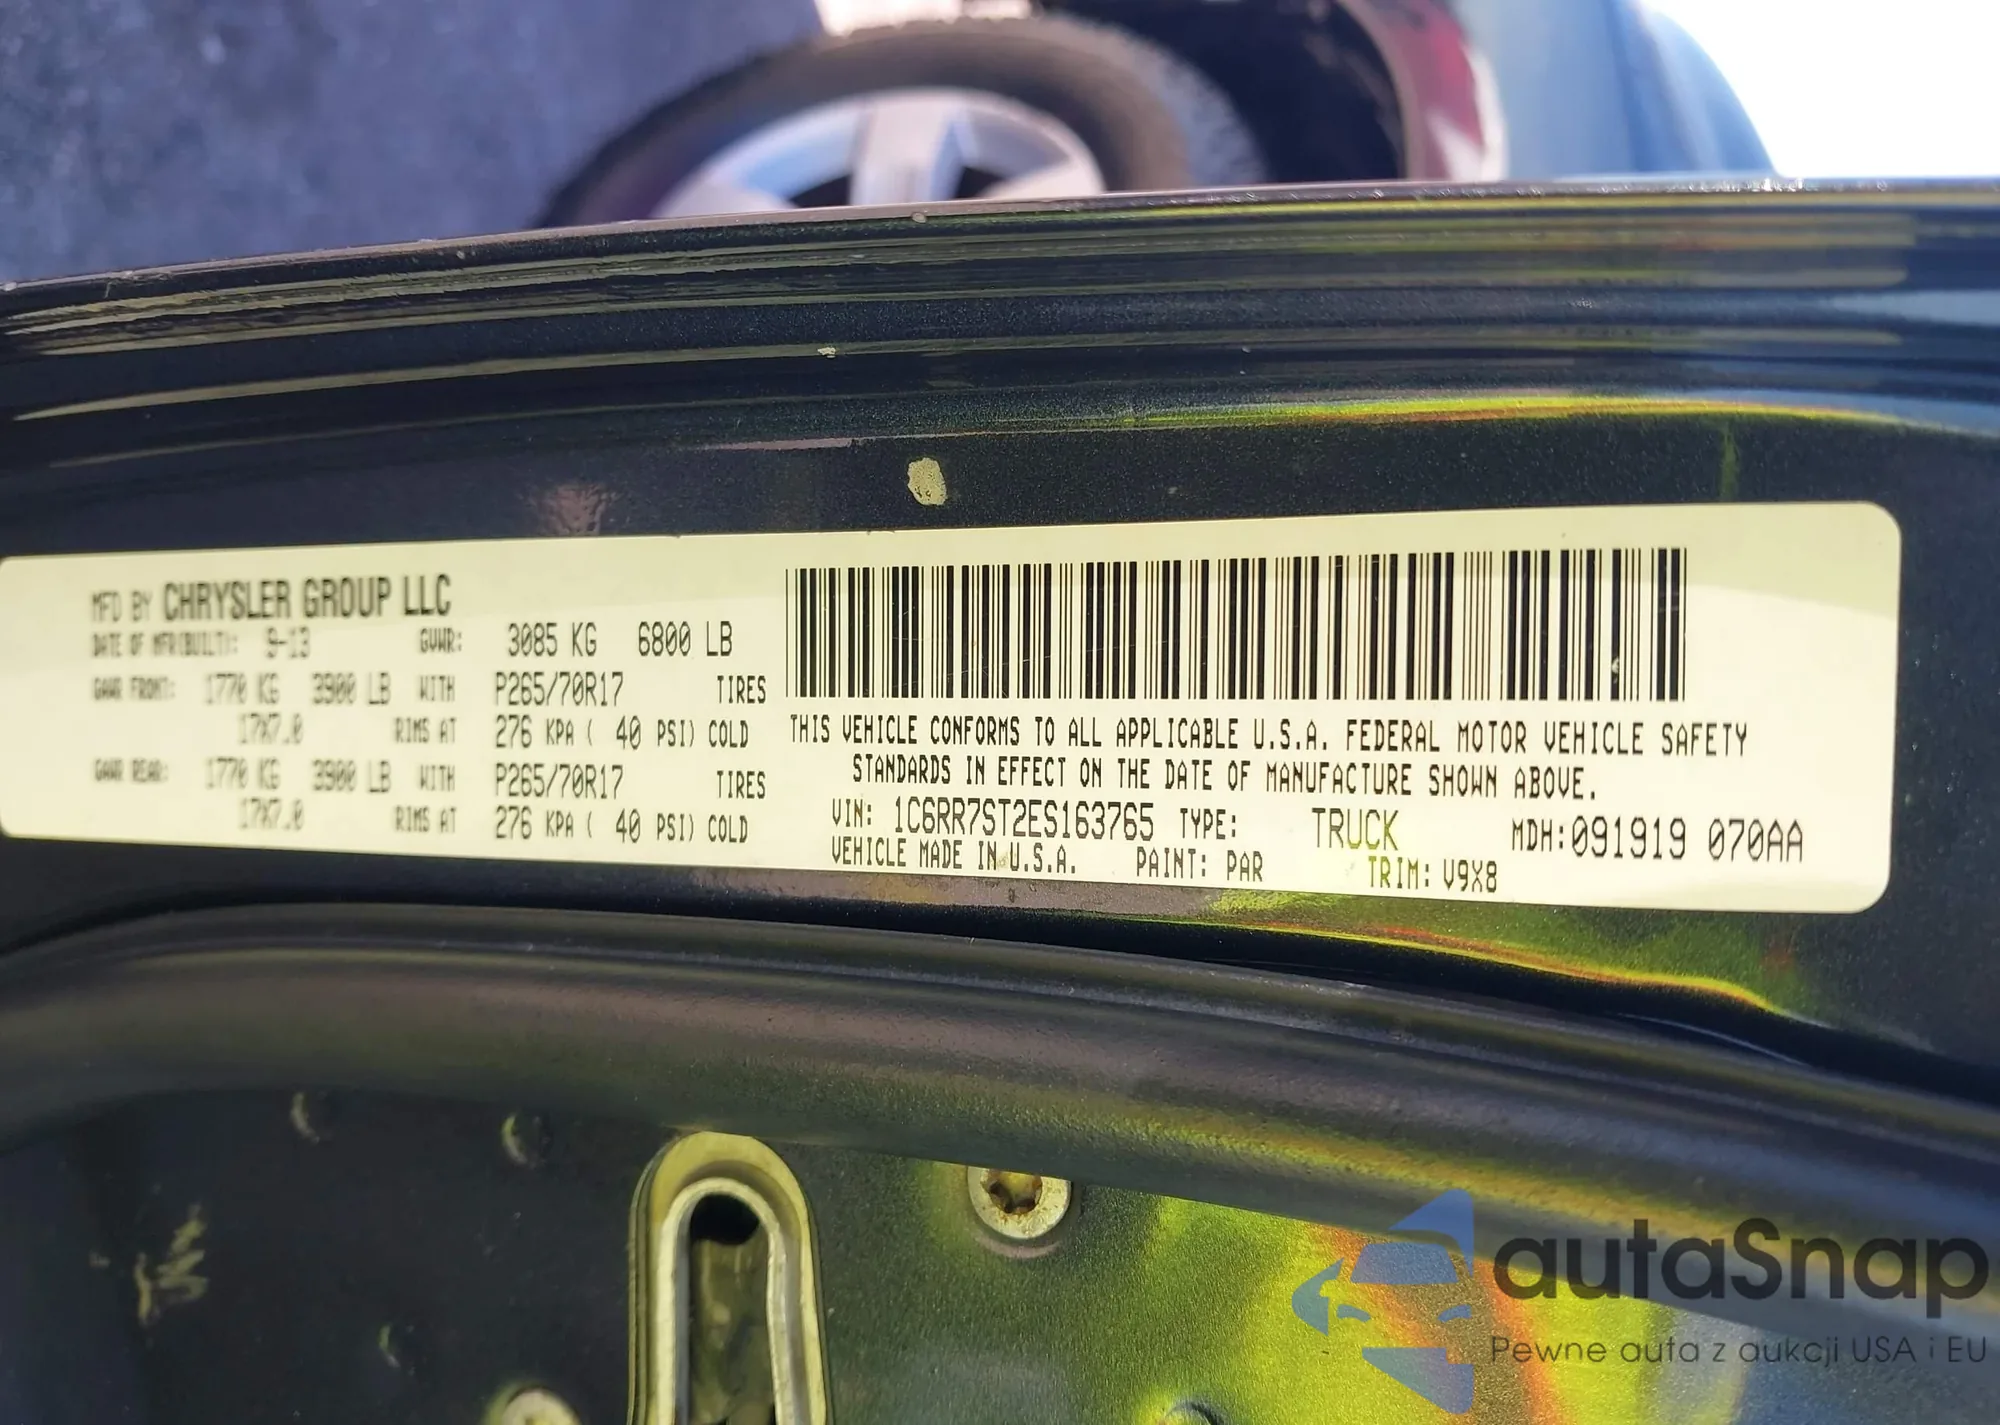 MFD BY CHRYSLER GROUP LLC
DATE OF MFR(BUILT): 9-13 GVWR: 3085 KG 6800 LB
GAWR FRONT: 1770 KG 3900 LB WITH P265/70R17 TIRES
17X7.0 RIMS AT 276 KPA ( 40 PSI) COLD
GAWR REAR: 1770 KG 3900 LB WITH P265/70R17 TIRES
17X7.0 RIMS AT 276 KPA ( 40 PSI) COLD
THIS VEHICLE CONFORMS TO ALL APPLICABLE U.S.A. FEDERAL MOTOR VEHICLE SAFETY
STANDARDS IN EFFECT ON THE DATE OF MANUFACTURE SHOWN ABOVE.
VIN: 1C6RR7ST2ES163765 TYPE: TRUCK MDH:091919 070AA
VEHICLE MADE IN U.S.A. PAINT: PAR TRIM: V9X8
autaSnap
Pewne auta z aukcji USA i EU